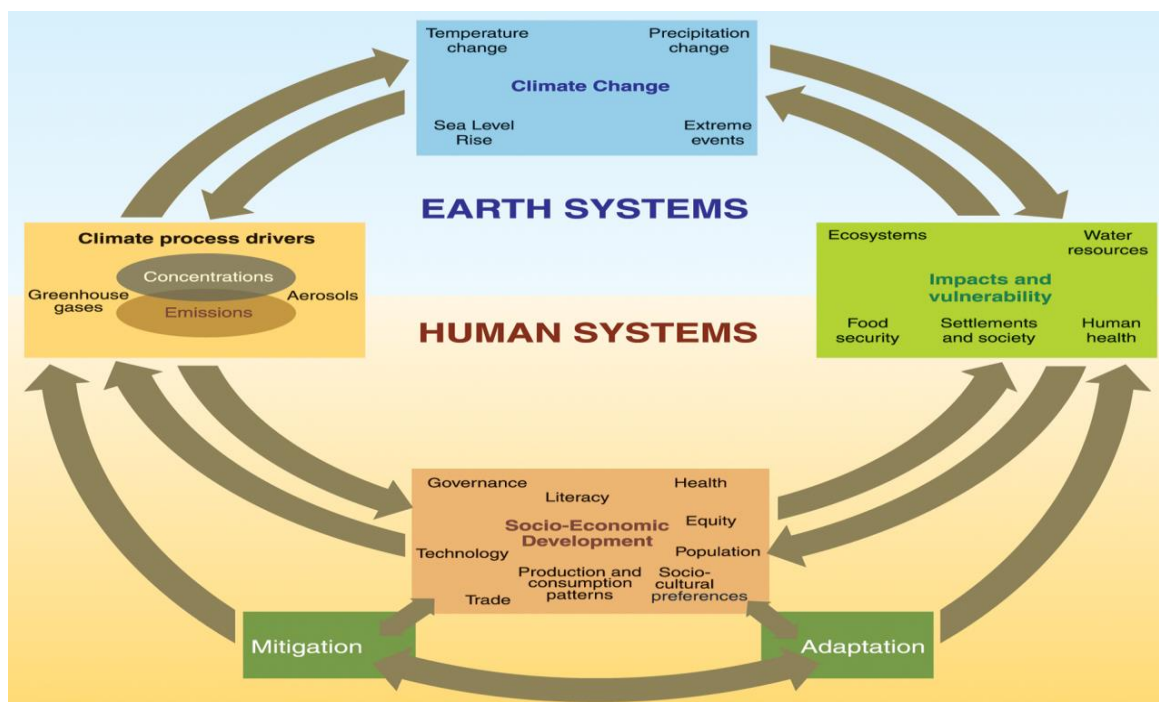 Temperature
change
Precipitation
change
Climate Change
Sea Level
Rise
Extreme
events
EARTH SYSTEMS
Climate process drivers
Concentrations
Greenhouse
gases
Aerosols
Emissions
Ecosystems
Water
resources
Impacts and
vulnerability
Food
security
Settlements
and society
Human
health
HUMAN SYSTEMS
Governance
Literacy
Health
Socio-Economic
Development
Equity
Technology
Population
Production and
consumption
patterns
Socio-
cultural
preferences
Trade
Mitigation
Adaptation